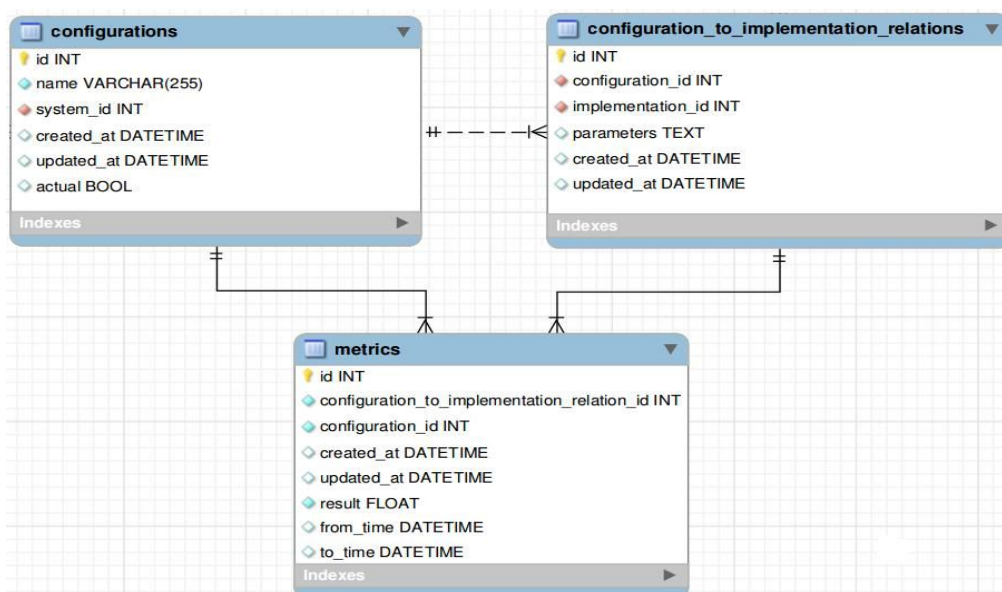 configurations
id INT
name VARCHAR(255)
system_id INT
created_at DATETIME
updated_at DATETIME
actual BOOL
Indexes
configuration_to_implementation_relations
id INT
configuration_id INT
implementation_id INT
parameters TEXT
created_at DATETIME
updated_at DATETIME
Indexes
metrics
id INT
configuration_to_implementation_relation_id INT
configuration_id INT
created_at DATETIME
updated_at DATETIME
result FLOAT
from_time DATETIME
to_time DATETIME
Indexes